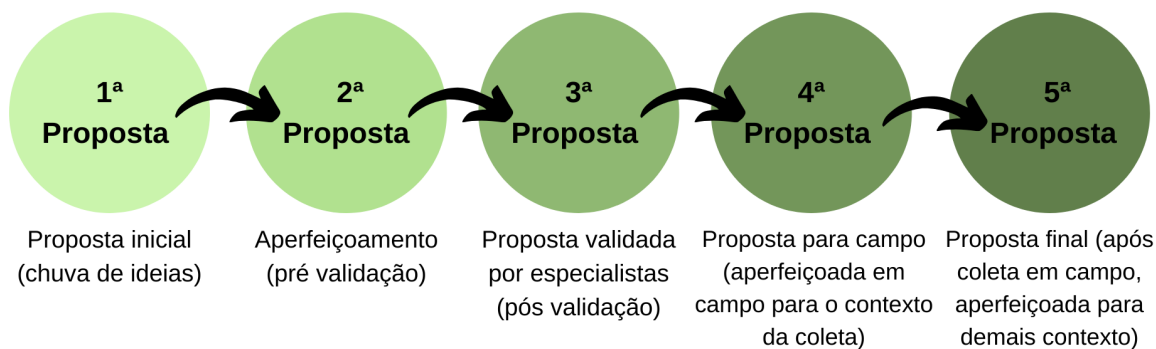 1ª
Proposta
2ª
Proposta
3ª
Proposta
4ª
Proposta
5ª
Proposta
Proposta inicial
(chuva de ideias)
Aperfeiçoamento
(pré validação)
Proposta validada
por especialistas
(pós validação)
Proposta para campo
(aperfeiçoada em
campo para o contexto
da coleta)
Proposta final (após
coleta em campo,
aperfeiçoada para
demais contexto)